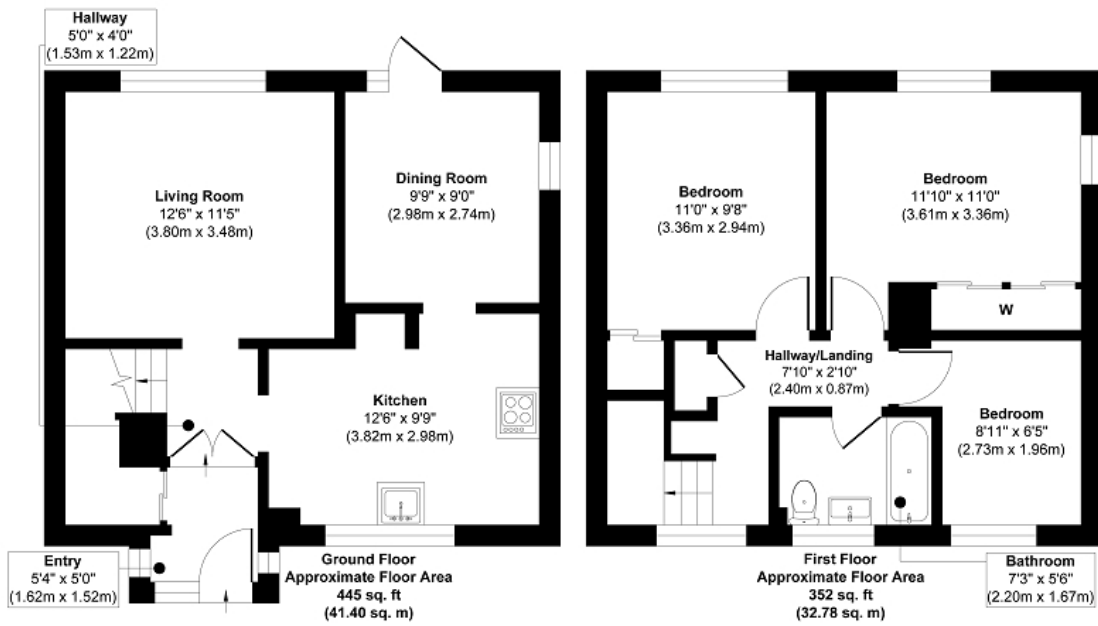 Hallway
5'0" x 4'0"
(1.53m x 1.22m)
Living Room
12'6" x 11'5"
(3.80m x 3.48m)
Dining Room
9'9" x 9'0"
(2.98m x 2.74m)
Kitchen
12'6" x 9'9"
(3.82m x 2.98m)
Entry
5'4" x 5'0"
(1.62m x 1.52m)
Ground Floor
Approximate Floor Area
445 sq. ft
(41.40 sq. m)
Bedroom
11'0" x 9'8"
(3.36m x 2.94m)
Bedroom
11'10" x 11'0"
(3.61m x 3.36m)
W
Hallway/Landing
7'10" x 2'10"
(2.40m x 0.87m)
Bedroom
8'11" x 6'5"
(2.73m x 1.96m)
First Floor
Approximate Floor Area
352 sq. ft
(32.78 sq. m)
Bathroom
7'3" x 5'6"
(2.20m x 1.67m)